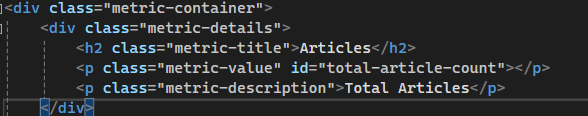 <div class="metric-container">
<div class="metric-details">
<h2 class="metric-title">Articles</h2>
<p class="metric-value" id="total-article-count"></p>
<p class="metric-description">Total Articles</p>
</div>